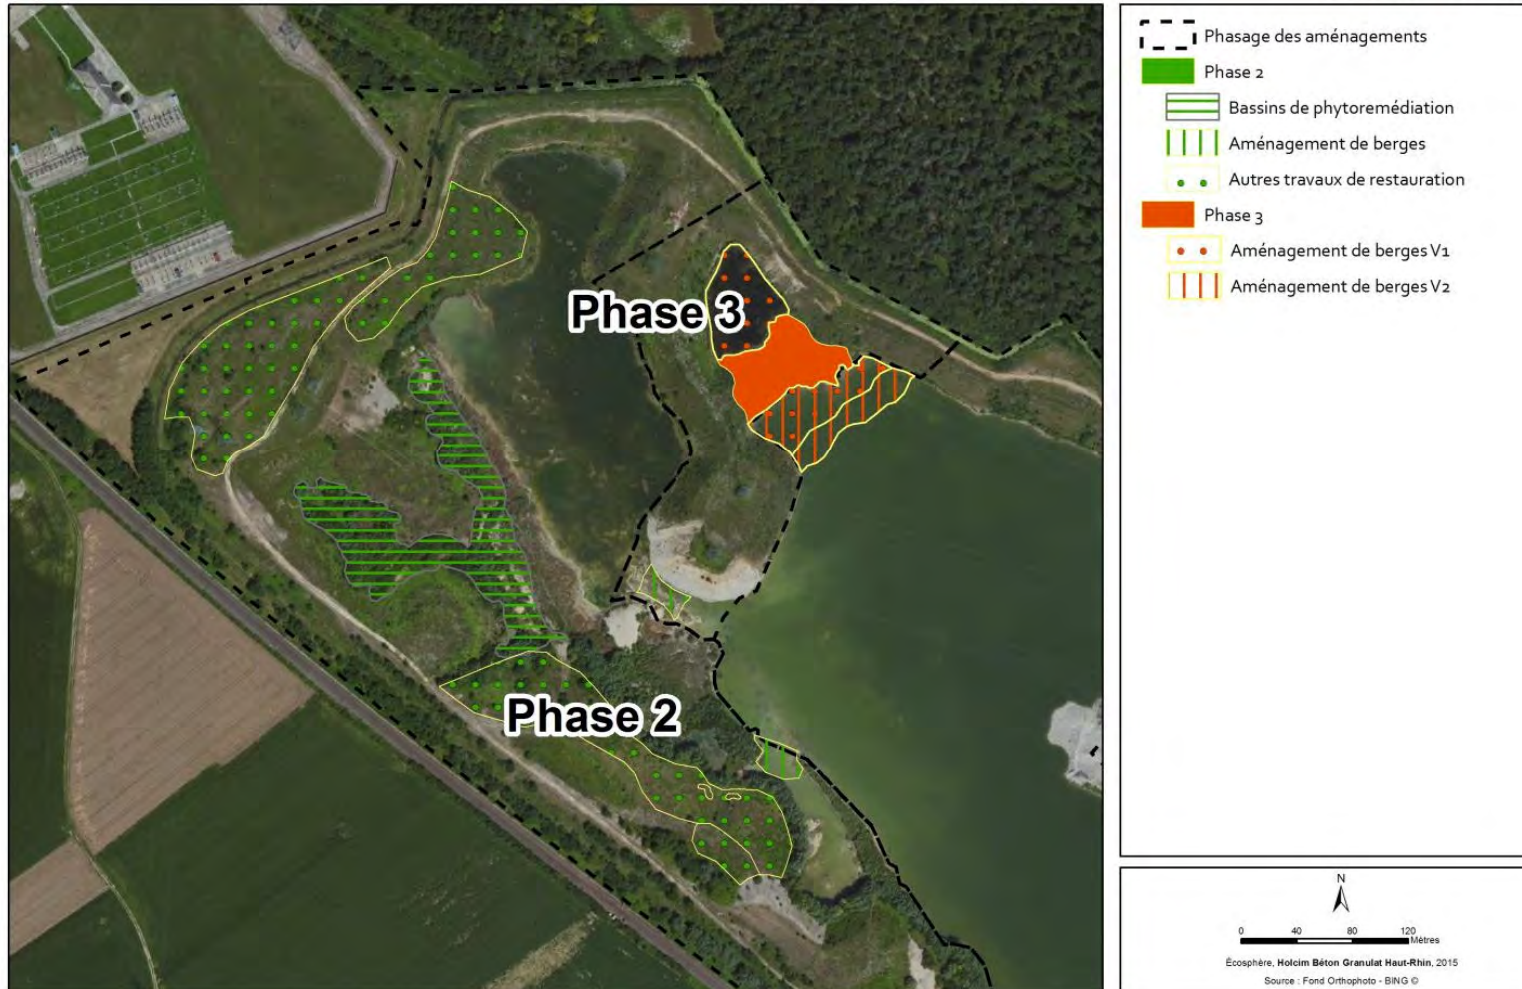 Phase 3
Phase 2
Phasage des aménagements
Phase 2
Bassins de phytoremédiation
Aménagement de berges
Autres travaux de restauration
Phase 3
Aménagement de berges V1
Aménagement de berges V2
N
0 40 80 120
Mètres
Écosphère, Holcim Béton Granulat Haut-Rhin, 2015
Source : Fond Orthophoto - BING ©